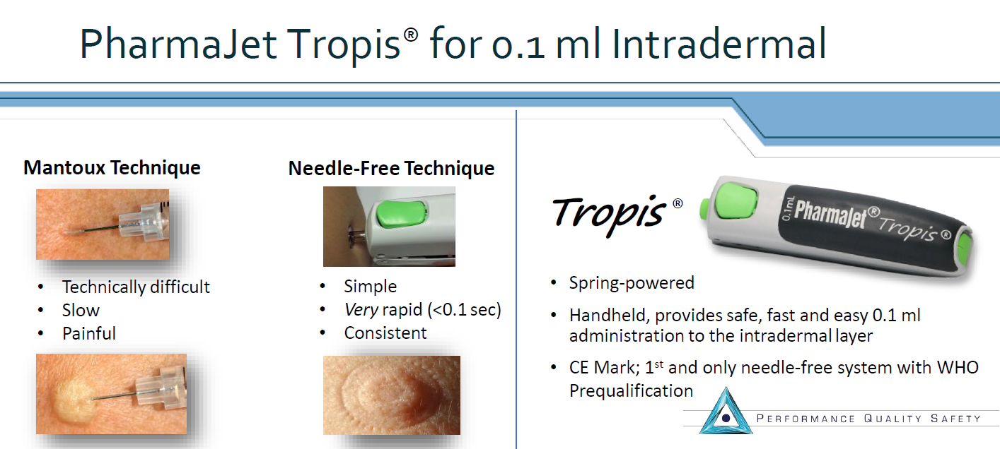 PharmaJet Tropis® for 0.1 ml Intradermal
Mantoux Technique
• Technically difficult
• Slow
• Painful
Needle-Free Technique
• Simple
• Very rapid (<0.1 sec)
• Consistent
Tropis®
0.1mL PharmaJet® Tropis®
• Spring-powered
• Handheld, provides safe, fast and easy 0.1 ml
administration to the intradermal layer
• CE Mark; 1st and only needle-free system with WHO
Prequalification
PERFORMANCE QUALITY SAFETY